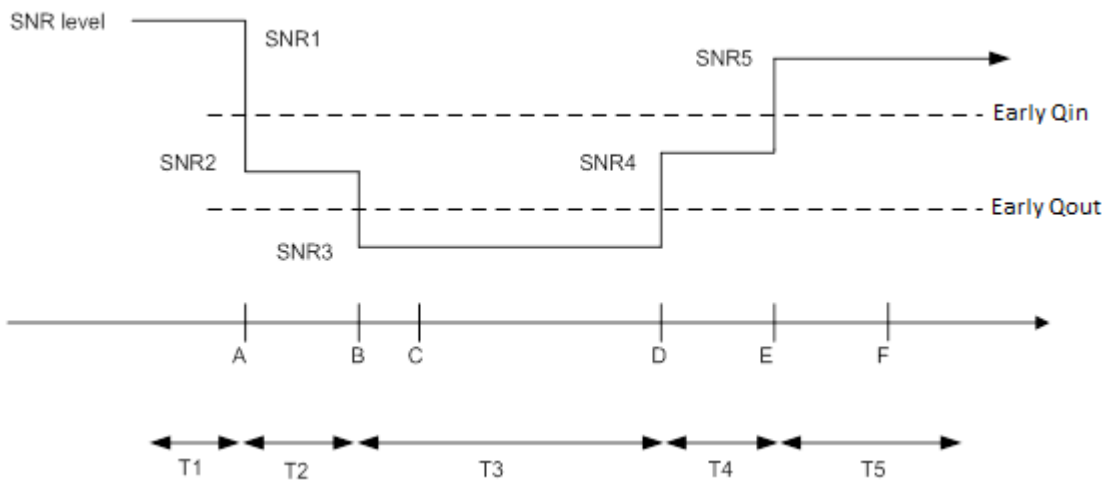 SNR level
SNR1
SNR5
Early Qin
SNR2
SNR4
Early Qout
SNR3
A B C D E F
T1 T2 T3 T4 T5